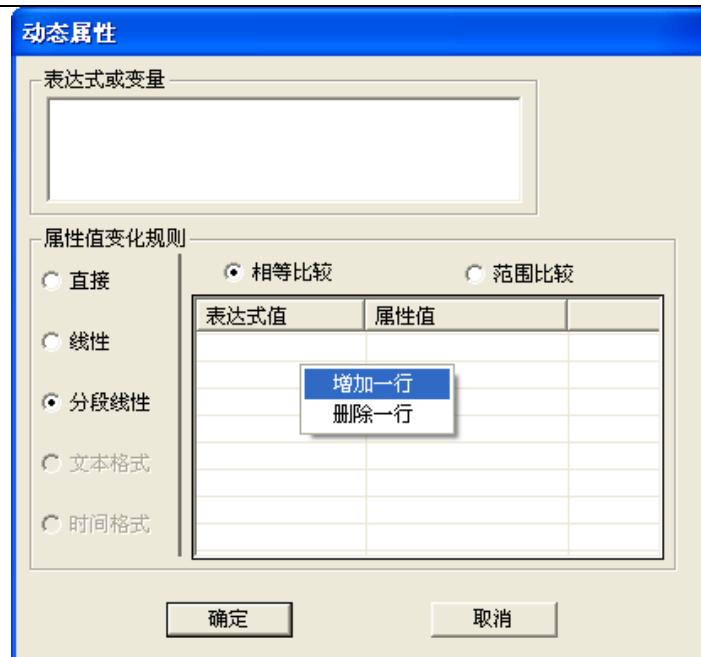 动态属性
表达式或变量
属性值变化规则
直接
相等比较
范围比较
表达式值
属性值
线性
增加一行
分段线性
删除一行
文本格式
时间格式
确定
取消